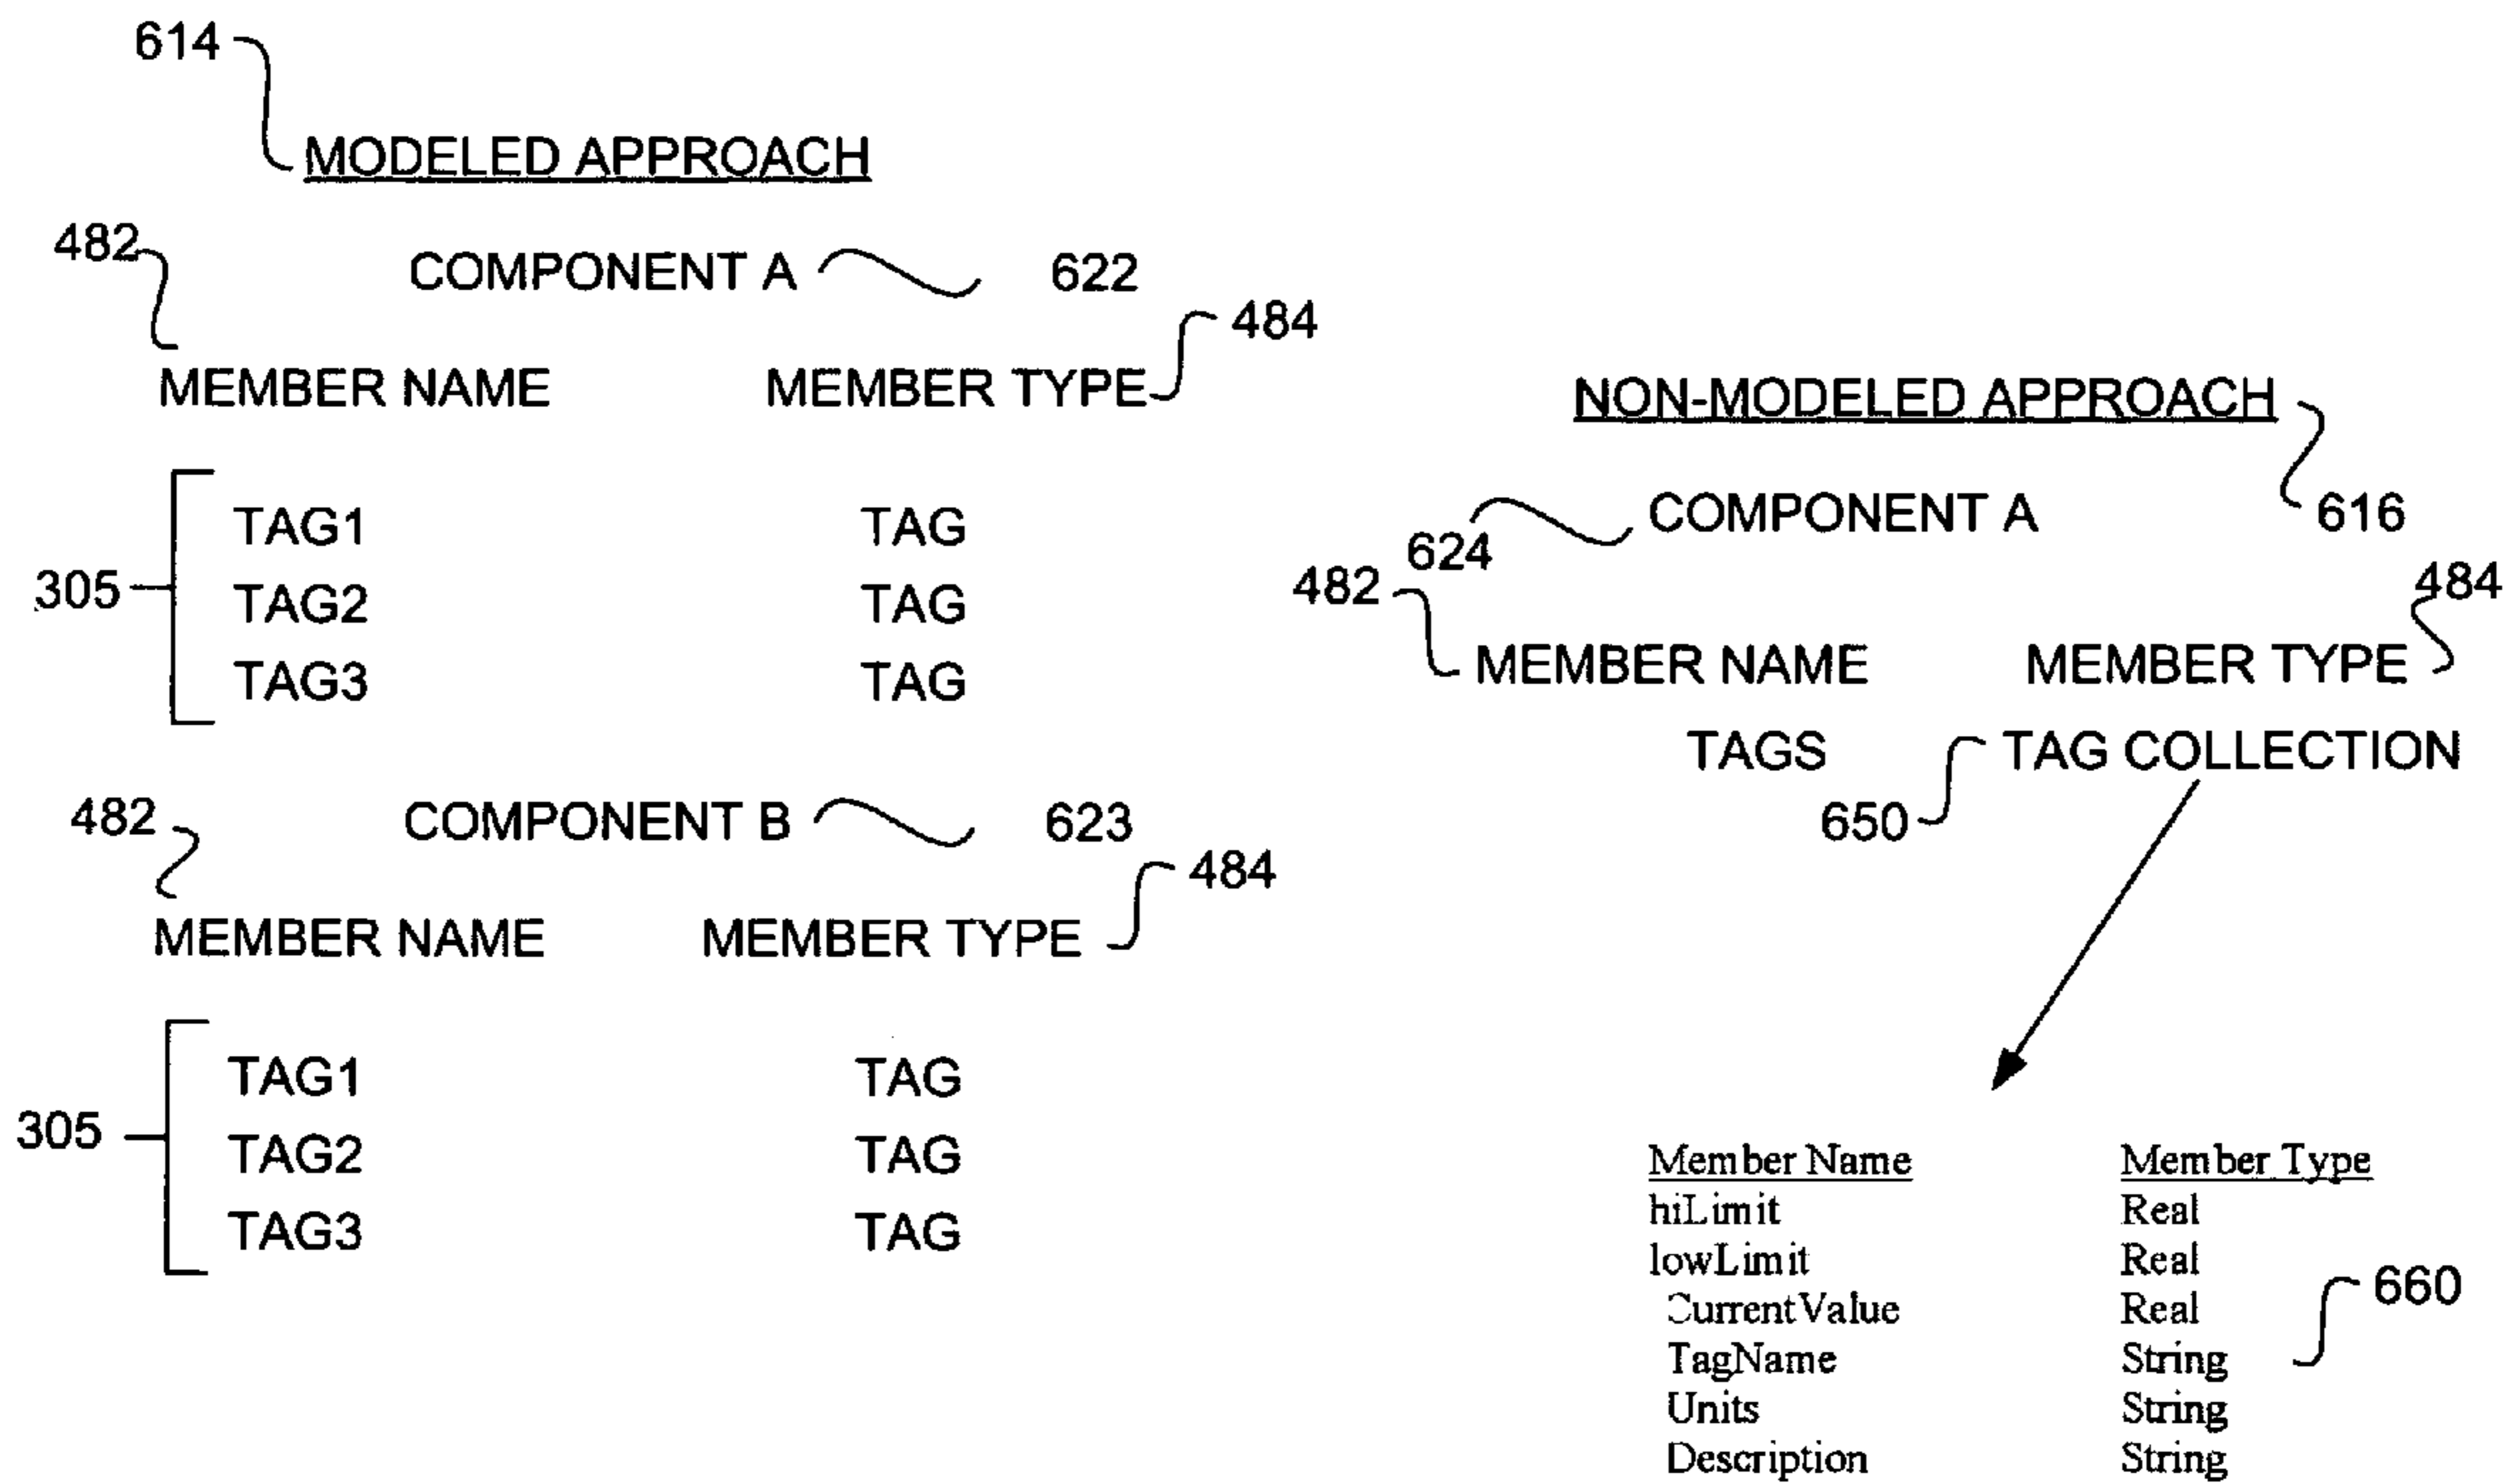 614
MODELED APPROACH
482
COMPONENT A 622
484
MEMBER NAME MEMBER TYPE
305
TAG1 TAG
TAG2 TAG
TAG3 TAG
482
COMPONENT B 623
484
MEMBER NAME MEMBER TYPE
305
TAG1 TAG
TAG2 TAG
TAG3 TAG
NON-MODELED APPROACH
616
624
COMPONENT A
482
484
MEMBER NAME MEMBER TYPE
TAGS TAG COLLECTION
650
Member Name Member Type
hiLimit Real
lowLimit Real
CurrentValue Real
660
TagName String
Units String
Description String